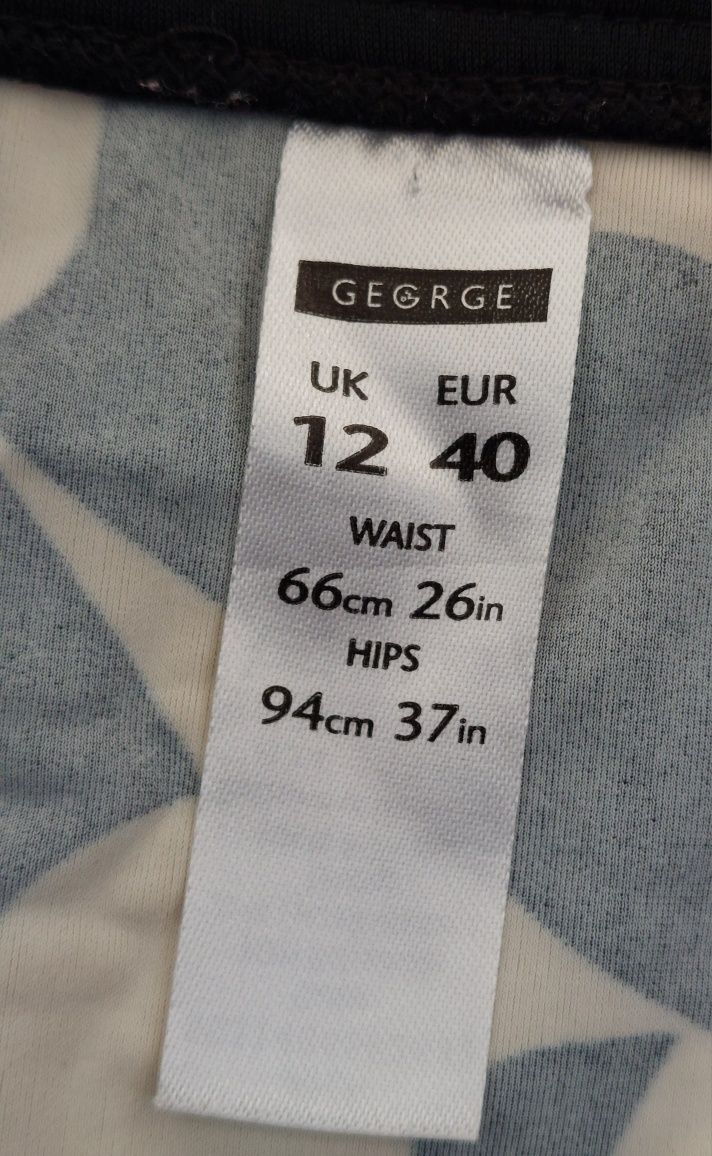 GEORGE
UK EUR
12 40
WAIST
66cm 26in
HIPS
94cm 37in